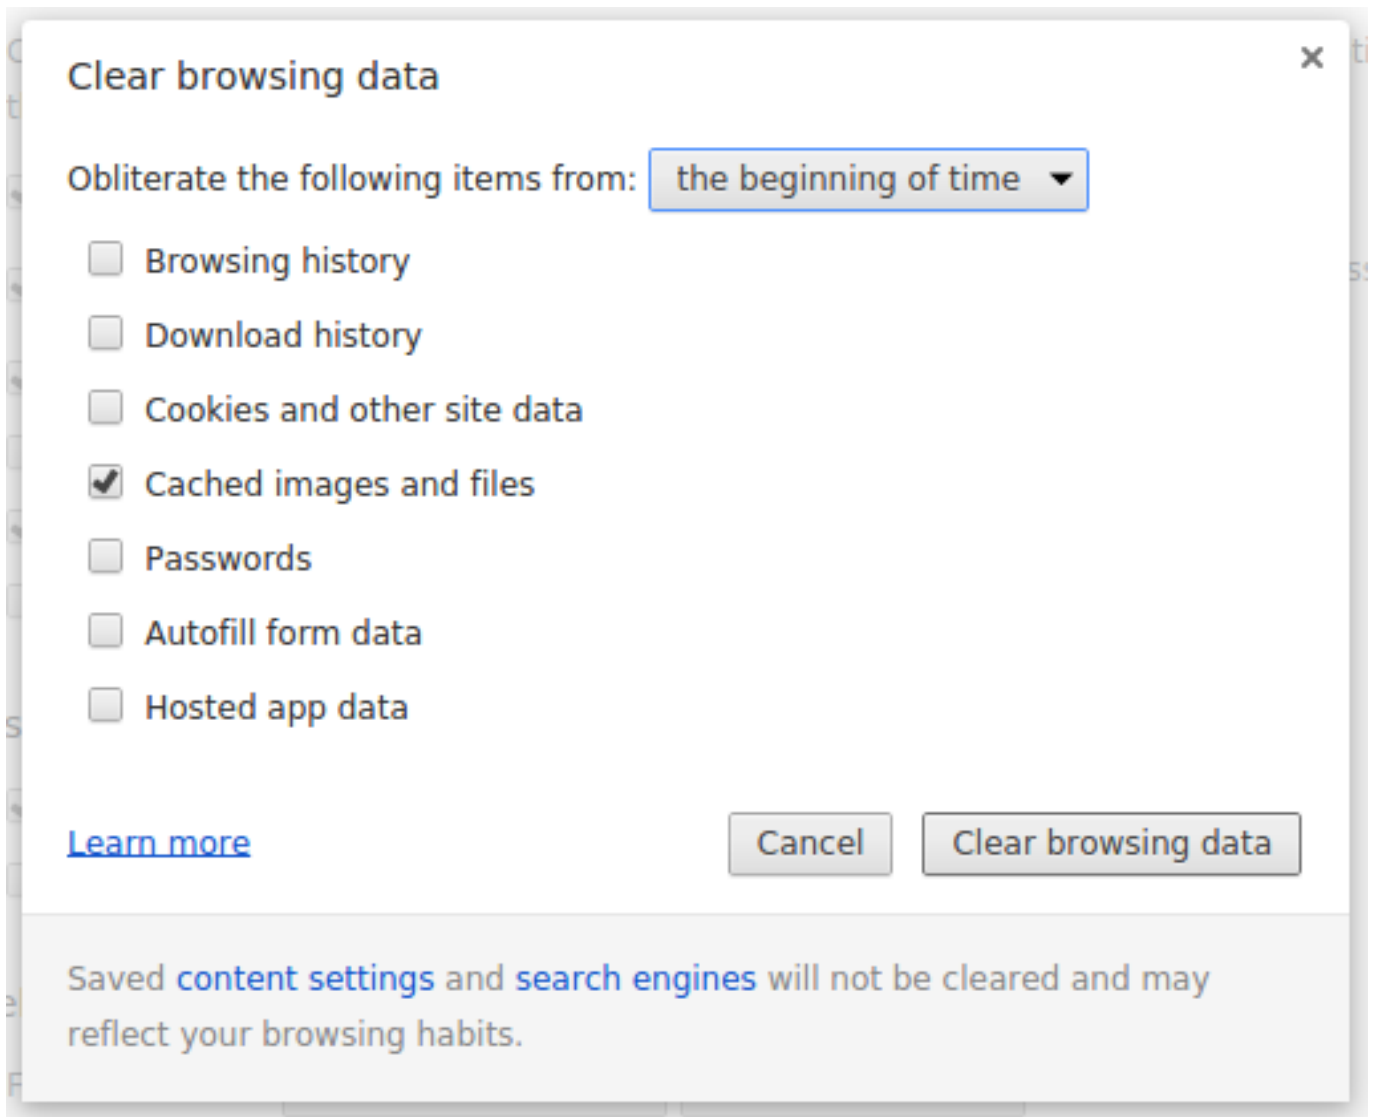 Clear browsing data
Obliterate the following items from: the beginning of time
Browsing history
Download history
Cookies and other site data
Cached images and files
Passwords
Autofill form data
Hosted app data
Learn more Cancel Clear browsing data
Saved content settings and search engines will not be cleared and may
reflect your browsing habits.